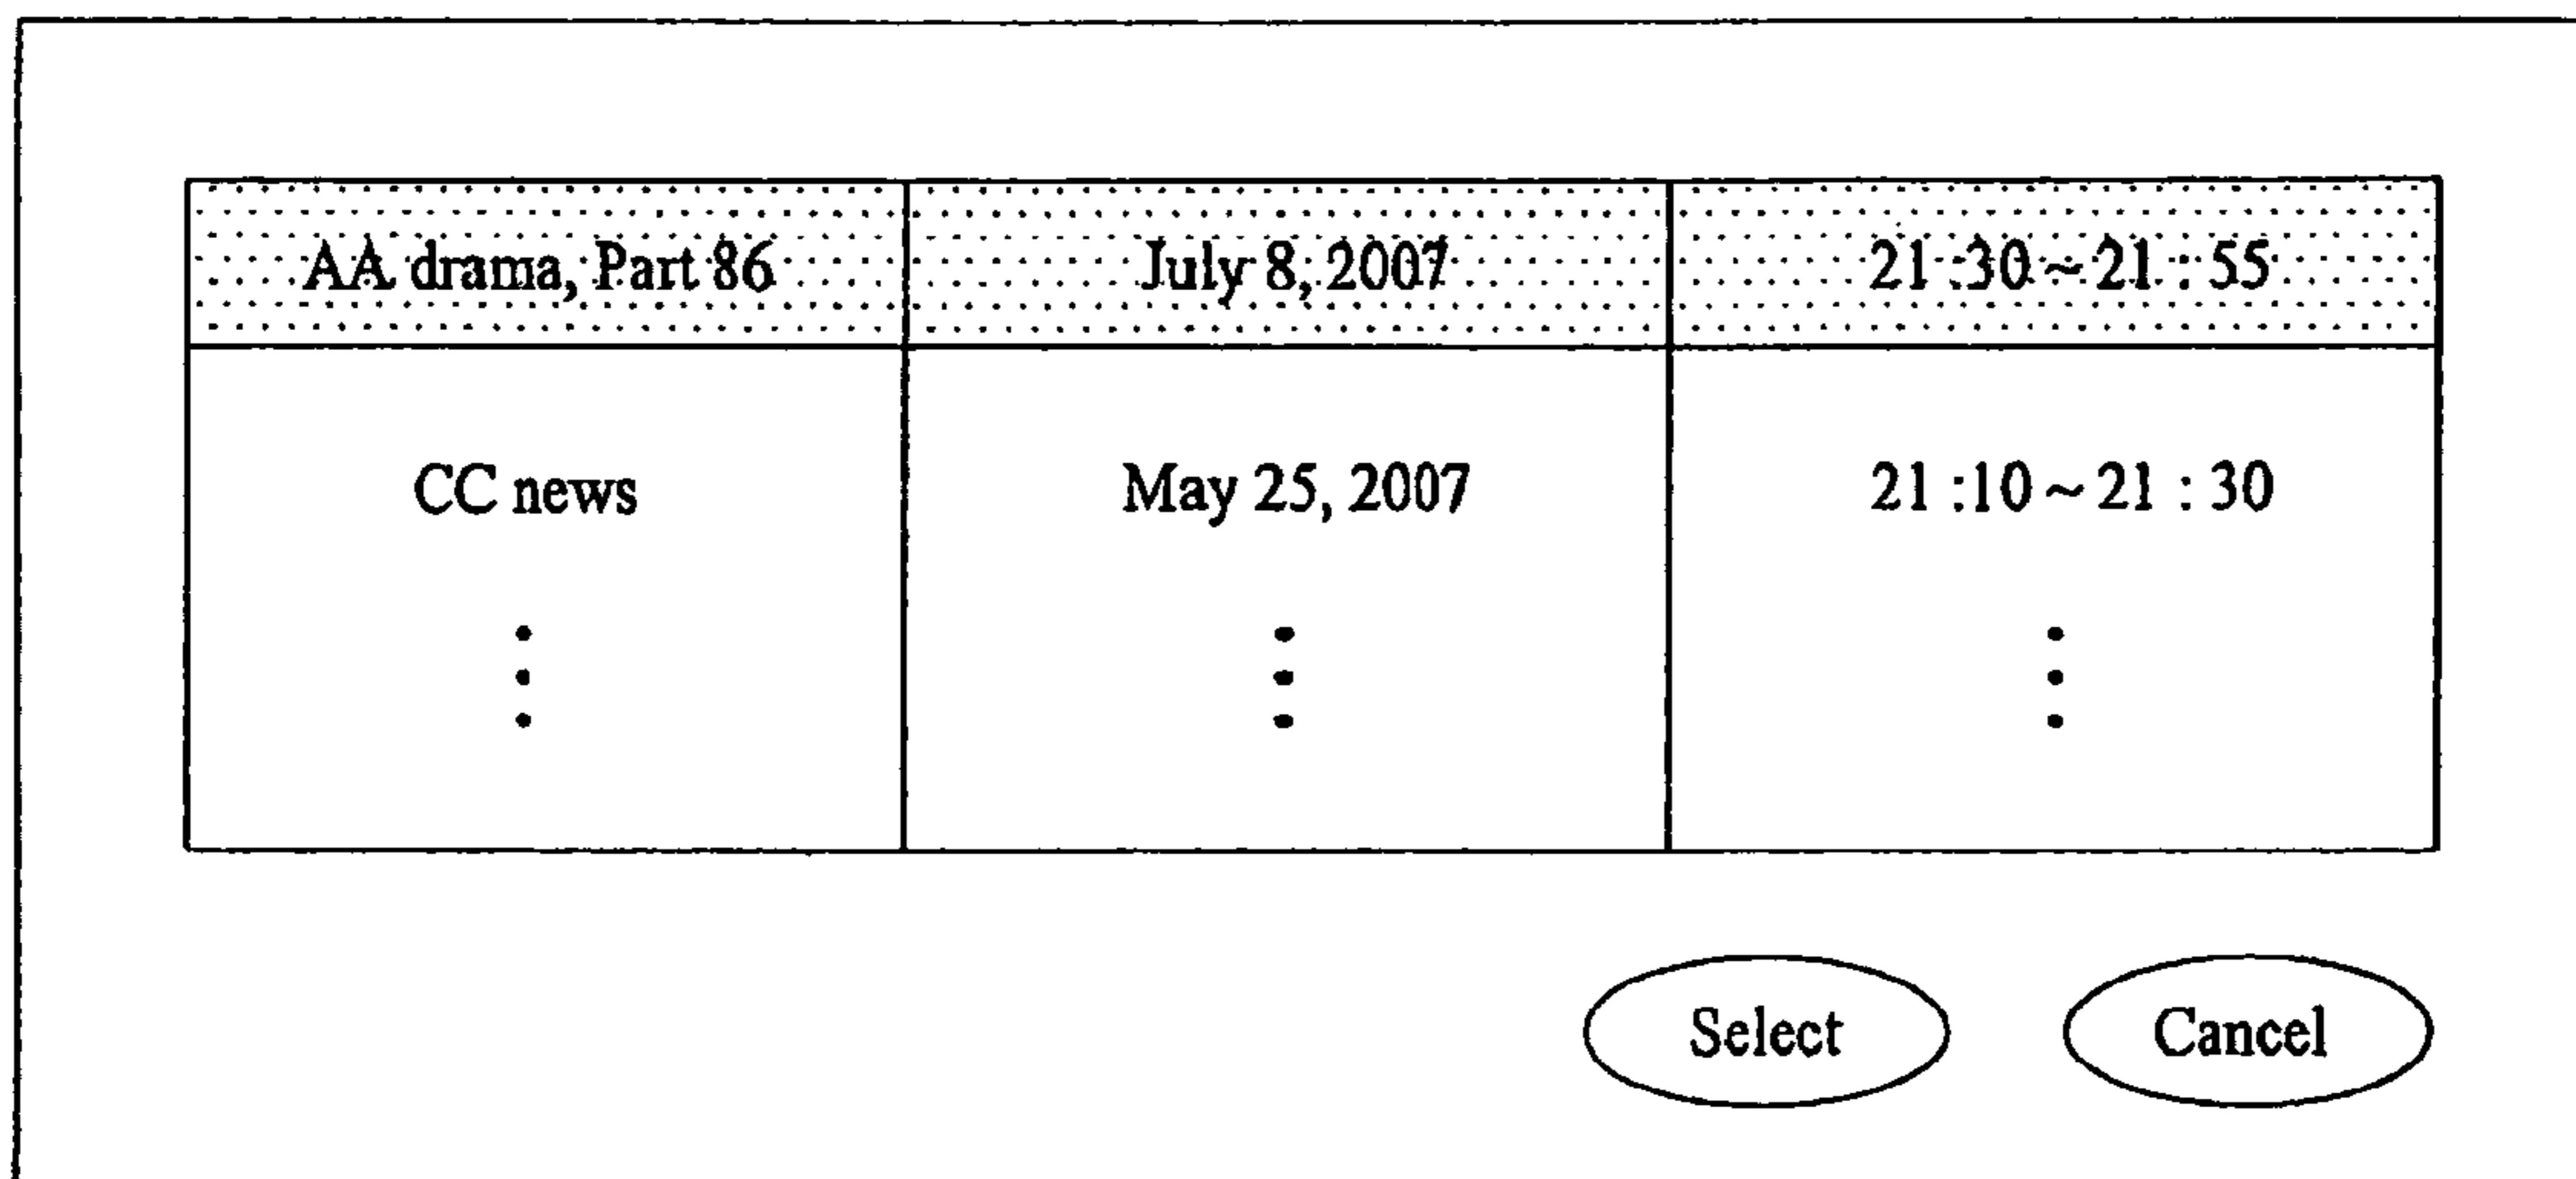 AA drama, Part 86 July 8, 2007 21 :30 ~ 21 : 55
CC news May 25, 2007 21 :10 ~ 21 : 30
Select Cancel